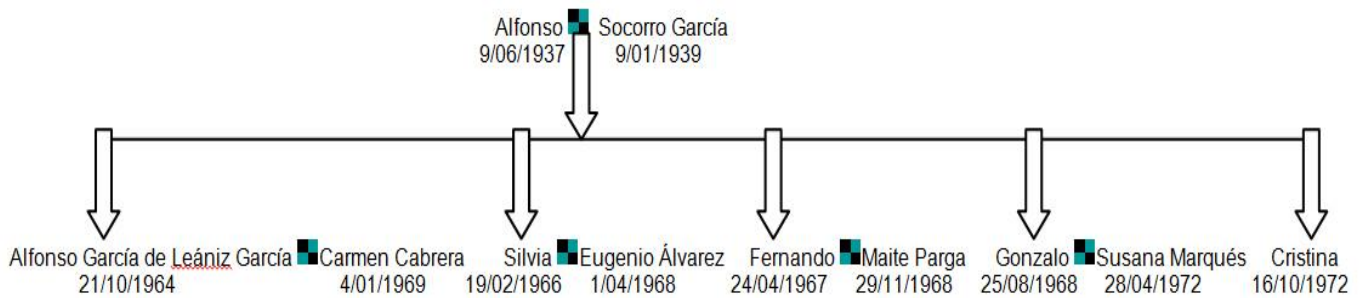 Alfonso Socorro García
9/06/1937 9/01/1939
Alfonso García de Leániz García Carmen Cabrera Silvia Eugenio Álvarez Fernando Maite Parga Gonzalo Susana Marqués Cristina
21/10/1964 4/01/1969 19/02/1966 1/04/1968 24/04/1967 29/11/1968 25/08/1968 28/04/1972 16/10/1972